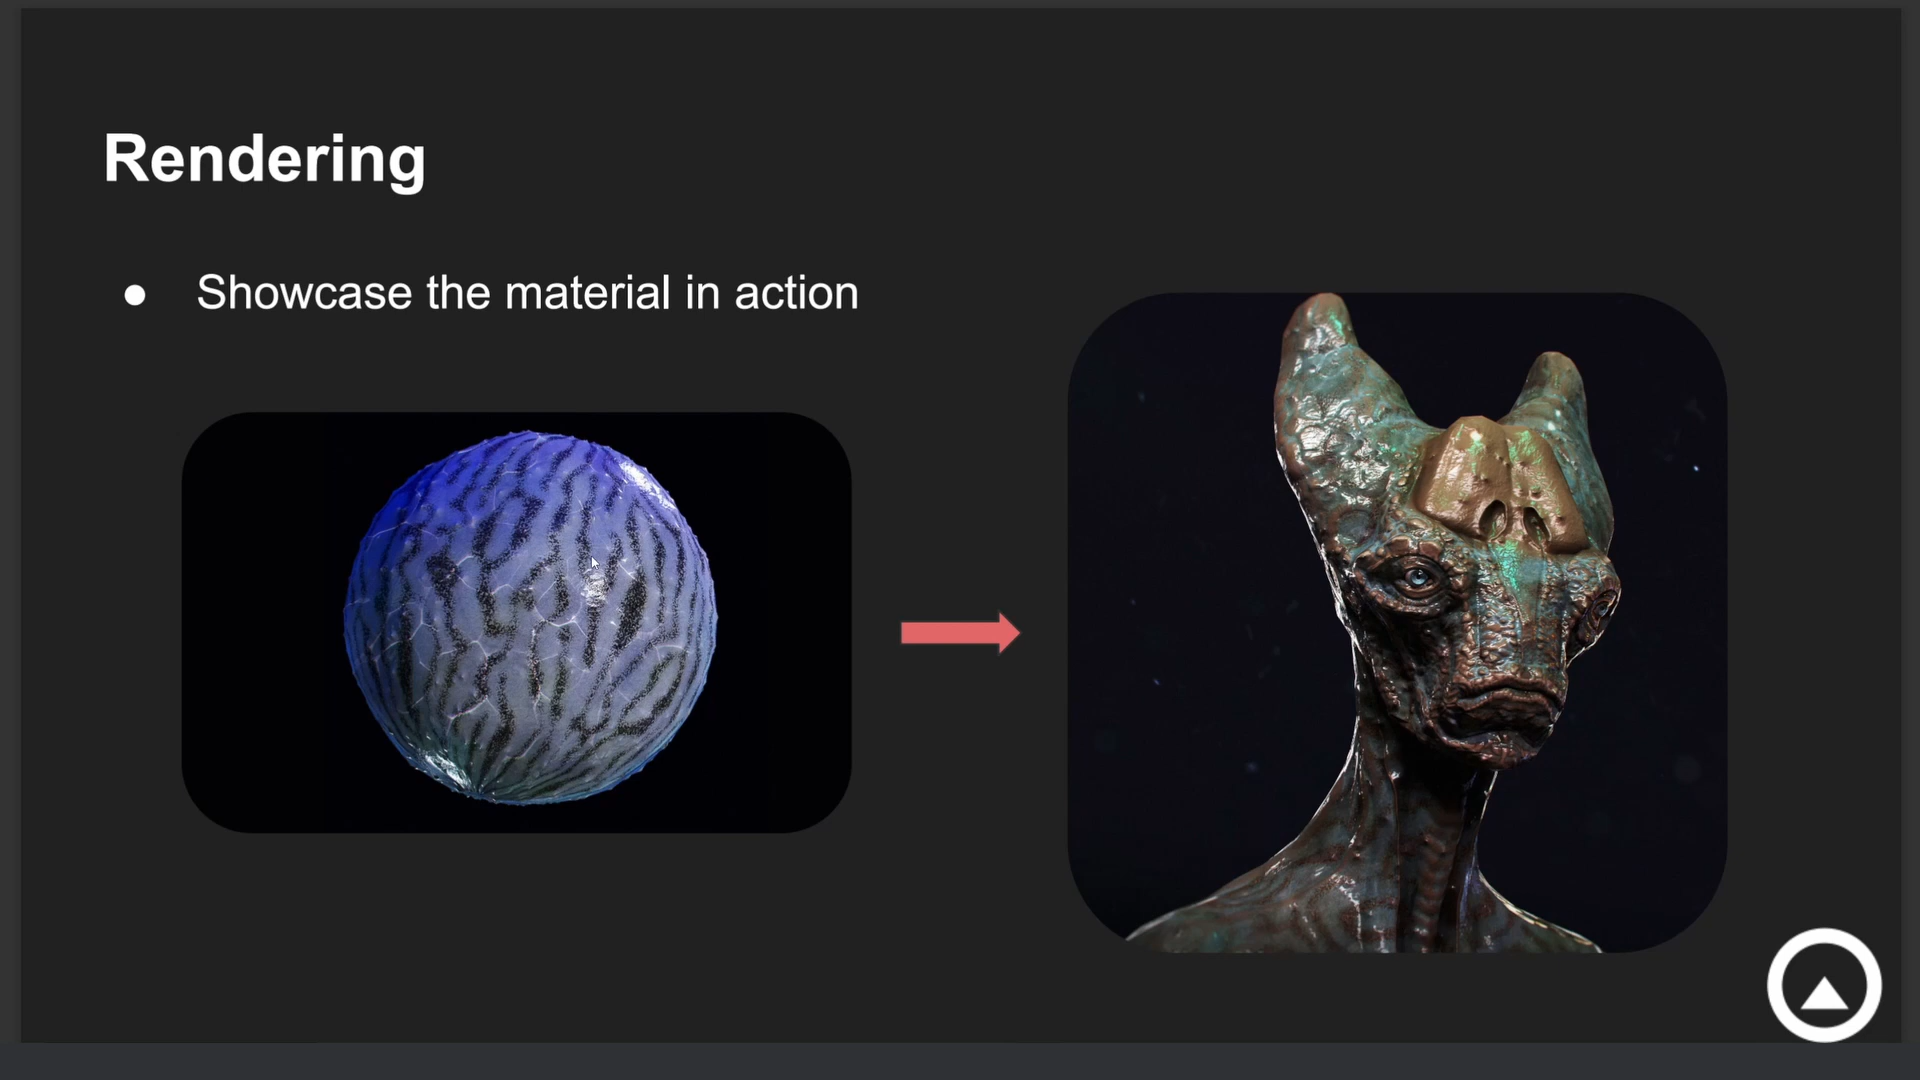 Rendering
● Showcase the material in action